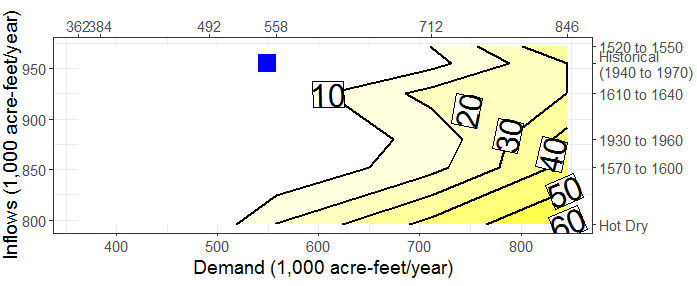 362384 492 558 712 846
1520 to 1550
Historical
(1940 to 1970)
1610 to 1640
1930 to 1960
1570 to 1600
Hot Dry
Inflows (1,000 acre-feet/year)
950
900
850
800
10
20
30
40
50
60
400 500 600 700 800
Demand (1,000 acre-feet/year)